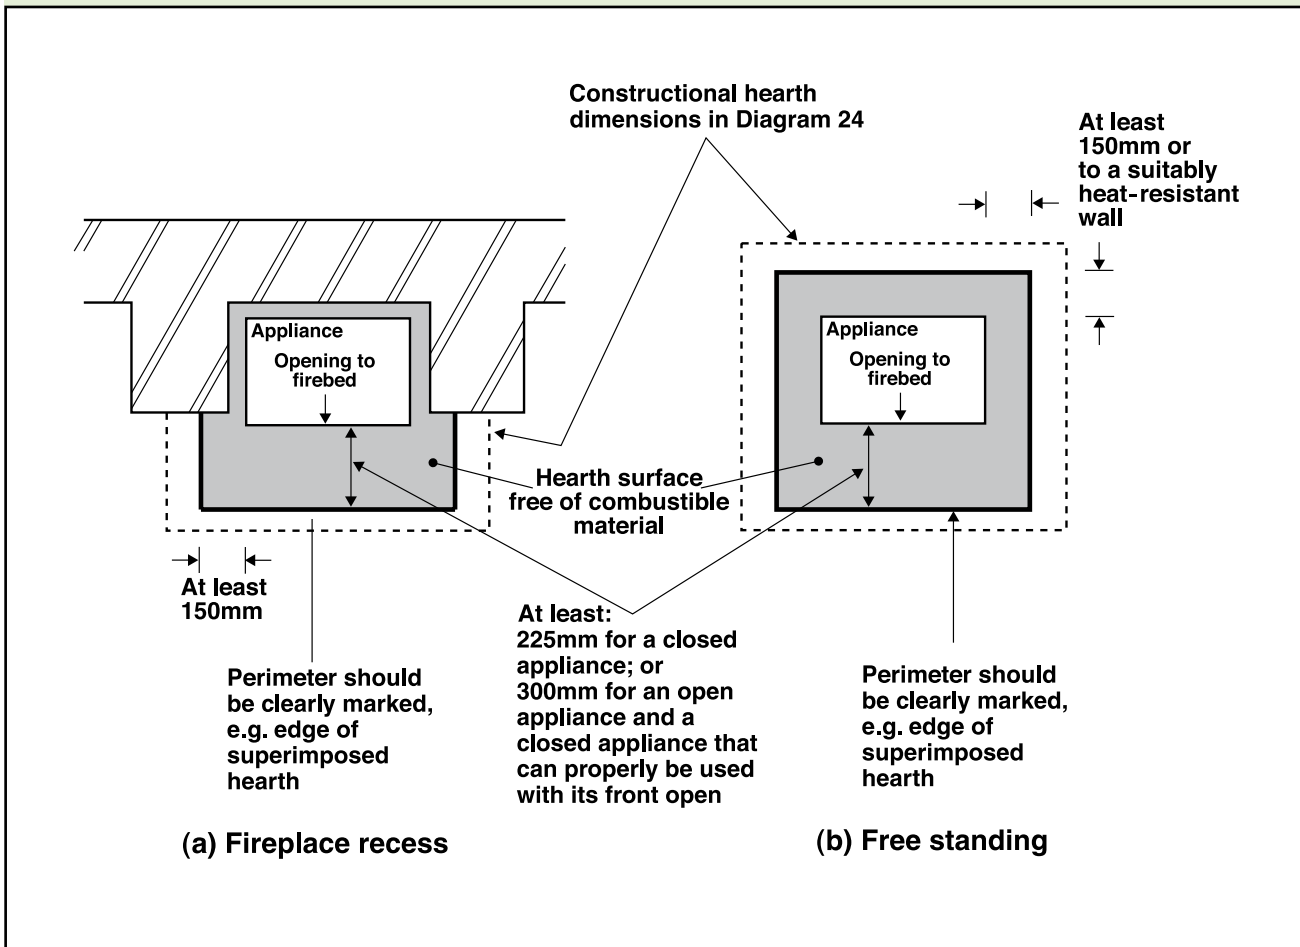 Constructional hearth
dimensions in Diagram 24
At least
150mm or
to a suitably
heat-resistant
wall
Appliance
Opening to
firebed
Appliance
Opening to
firebed
Hearth surface
free of combustible
material
At least
150mm
At least:
225mm for a closed
appliance; or
300mm for an open
appliance and a
closed appliance that
can properly be used
with its front open
Perimeter should
be clearly marked,
e.g. edge of
superimposed
hearth
Perimeter should
be clearly marked,
e.g. edge of
superimposed
hearth
(a) Fireplace recess
(b) Free standing